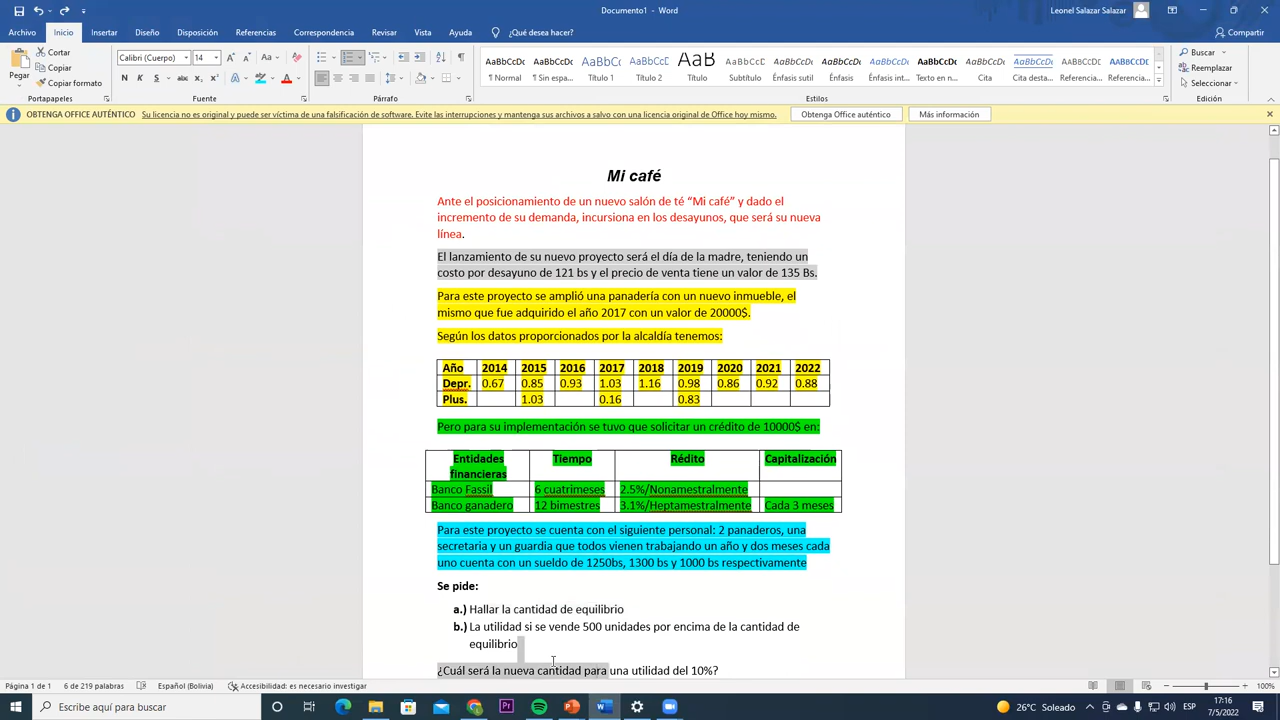 Documento1 - Word
Leonel Salazar Salazar
Archivo Inicio Insertar Diseño Disposición Referencias Correspondencia Revisar Vista Ayuda ¿Qué desea hacer? Compartir
Pegar
Cortar
Copiar
Copiar formato
Calibri (Cuerpo) 14
AaBbCcDc AaBbCcDc AaBbCc AaBbCcD AaB AaBbCcD AaBbCcDc AaBbCcDc AaBbCcDc AaBbCcDc AaBbCcDc AaBbCcDc AaBbCcDc AaBbCcDc
¶ Normal ¶ Sin espa... Título 1 Título 2 Título Subtítulo Énfasis sutil Énfasis Énfasis int... Texto en n... Cita Cita desta... Referencia... Referencia...
Buscar
Reemplazar
Seleccionar
Portapapeles Fuente Párrafo Estilos Edición
OBTENGA OFFICE AUTÉNTICO Su licencia no es original y puede ser víctima de una falsificación de software. Evite las interrupciones y mantenga sus archivos a salvo con una licencia original de Office hoy mismo. Obtenga Office auténtico Más información
Mi café
Ante el posicionamiento de un nuevo salón de té “Mi café” y dado el
incremento de su demanda, incursiona en los desayunos, que será su nueva
línea.
El lanzamiento de su nuevo proyecto será el día de la madre, teniendo un
costo por desayuno de 121 bs y el precio de venta tiene un valor de 135 Bs.
Para este proyecto se amplió una panadería con un nuevo inmueble, el
mismo que fue adquirido el año 2017 con un valor de 20000$.
Según los datos proporcionados por la alcaldía tenemos:
Año 2014 2015 2016 2017 2018 2019 2020 2021 2022
Depr. 0.67 0.85 0.93 1.03 1.16 0.98 0.86 0.92 0.88
Plus. 1.03 0.16 0.83
Pero para su implementación se tuvo que solicitar un crédito de 10000$ en:
Entidades financieras Tiempo Rédito Capitalización
Banco Fassil 6 cuatrimeses 2.5%/Nonamestralmente
Banco ganadero 12 bimestres 3.1%/Heptamestralmente Cada 3 meses
Para este proyecto se cuenta con el siguiente personal: 2 panaderos, una
secretaria y un guardia que todos vienen trabajando un año y dos meses cada
uno cuenta con un sueldo de 1250bs, 1300 bs y 1000 bs respectivamente
Se pide:
a.) Hallar la cantidad de equilibrio
b.) La utilidad si se vende 500 unidades por encima de la cantidad de
equilibrio
¿Cuál será la nueva cantidad para una utilidad del 10%?
Página 1 de 1 6 de 219 palabras Español (Bolivia) Accesibilidad: es necesario investigar 100%
Escribe aquí para buscar
26°C Soleado ESP 17:16
7/5/2022